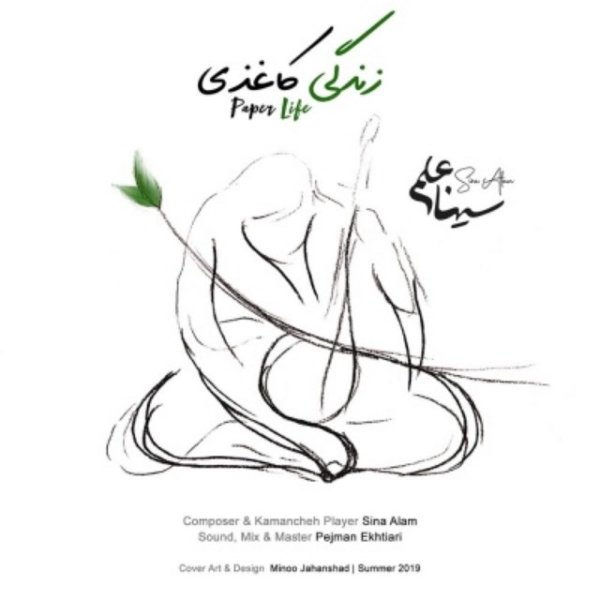 زندگی کاغذی
Paper Life
سینا علم
Sina Alam
Composer & Kamancheh Player Sina Alam
Sound, Mix & Master Pejman Ekhtiari
Cover Art & Design Minoo Jahanshad | Summer 2019